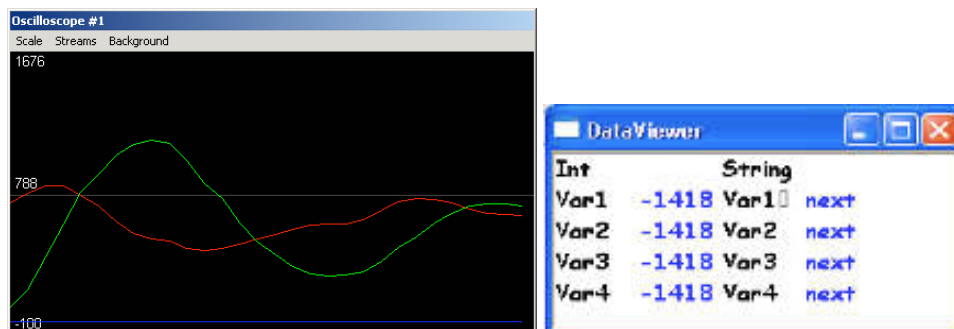 Oscilloscope #1
Scale Streams Background
1676
788
-100
DataViewer
Int String
Var1 -1418 Var1 next
Var2 -1418 Var2 next
Var3 -1418 Var3 next
Var4 -1418 Var4 next